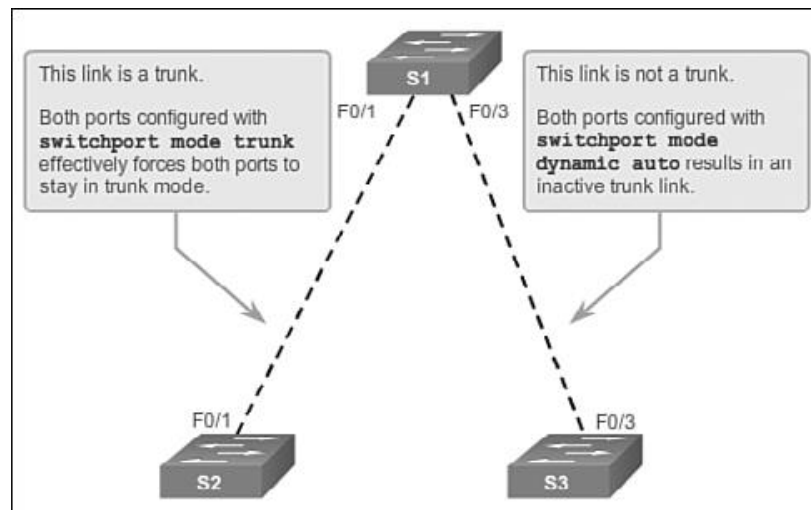 This link is a trunk.
Both ports configured with
switchport mode trunk
effectively forces both ports to
stay in trunk mode.
This link is not a trunk.
Both ports configured with
switchport mode
dynamic auto results in an
inactive trunk link.
S1
F0/1
F0/3
F0/1
F0/3
S2
S3